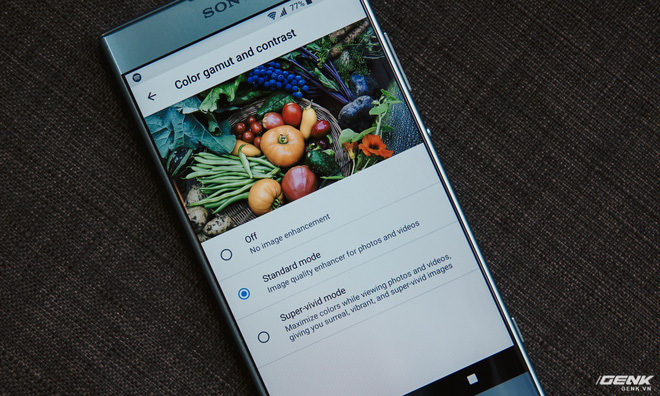 SONY
77%
Color gamut and contrast
Off
No image enhancement
Standard mode
Image quality enhancer for photos and videos
Super-vivid mode
Maximize colors while viewing photos and videos,
giving you surreal, vibrant, and super-vivid images
GENK
GENK.VN